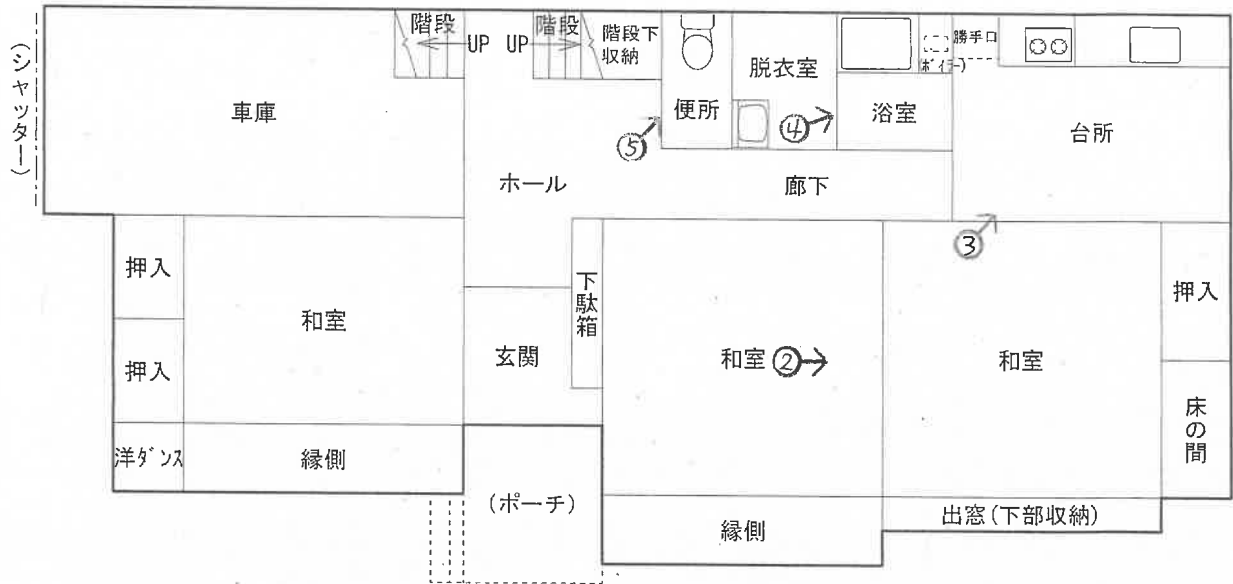 (シャッター)
階段
UP
UP
階段
階段下
収納
脱衣室
勝手口
(ボイラー)
車庫
便所
④
浴室
台所
⑤
ホール
廊下
③
押入
和室
下駄箱
押入
押入
玄関
和室
②
和室
床の間
洋ダンス
縁側
(ポーチ)
縁側
出窓(下部収納)